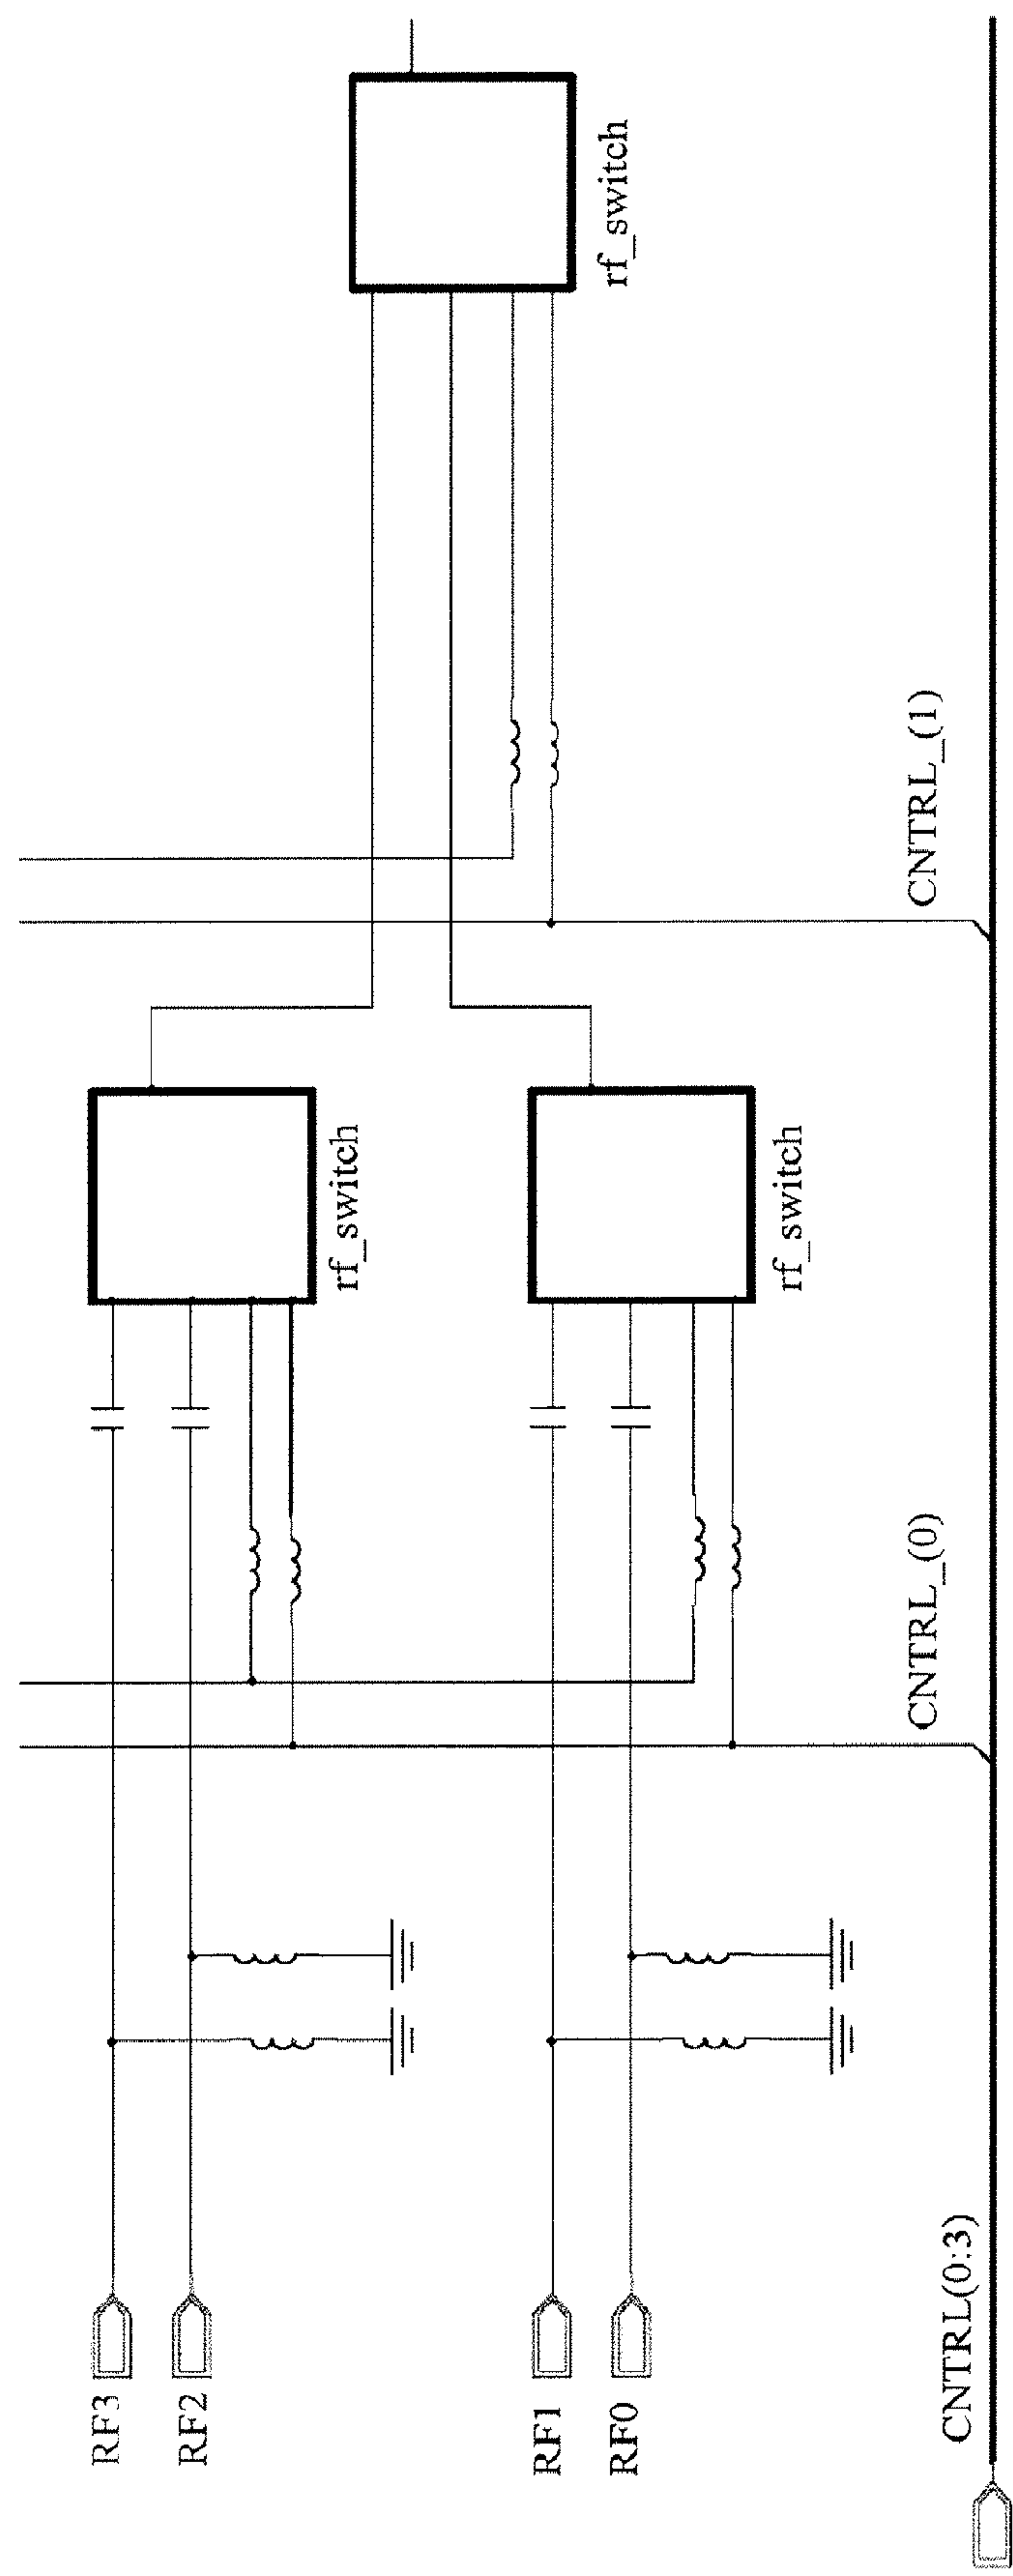 RF3
RF2
RF1
RF0
rf_switch
rf_switch
rf_switch
CNTRL(0:3)
CNTRL_(0)
CNTRL_(1)